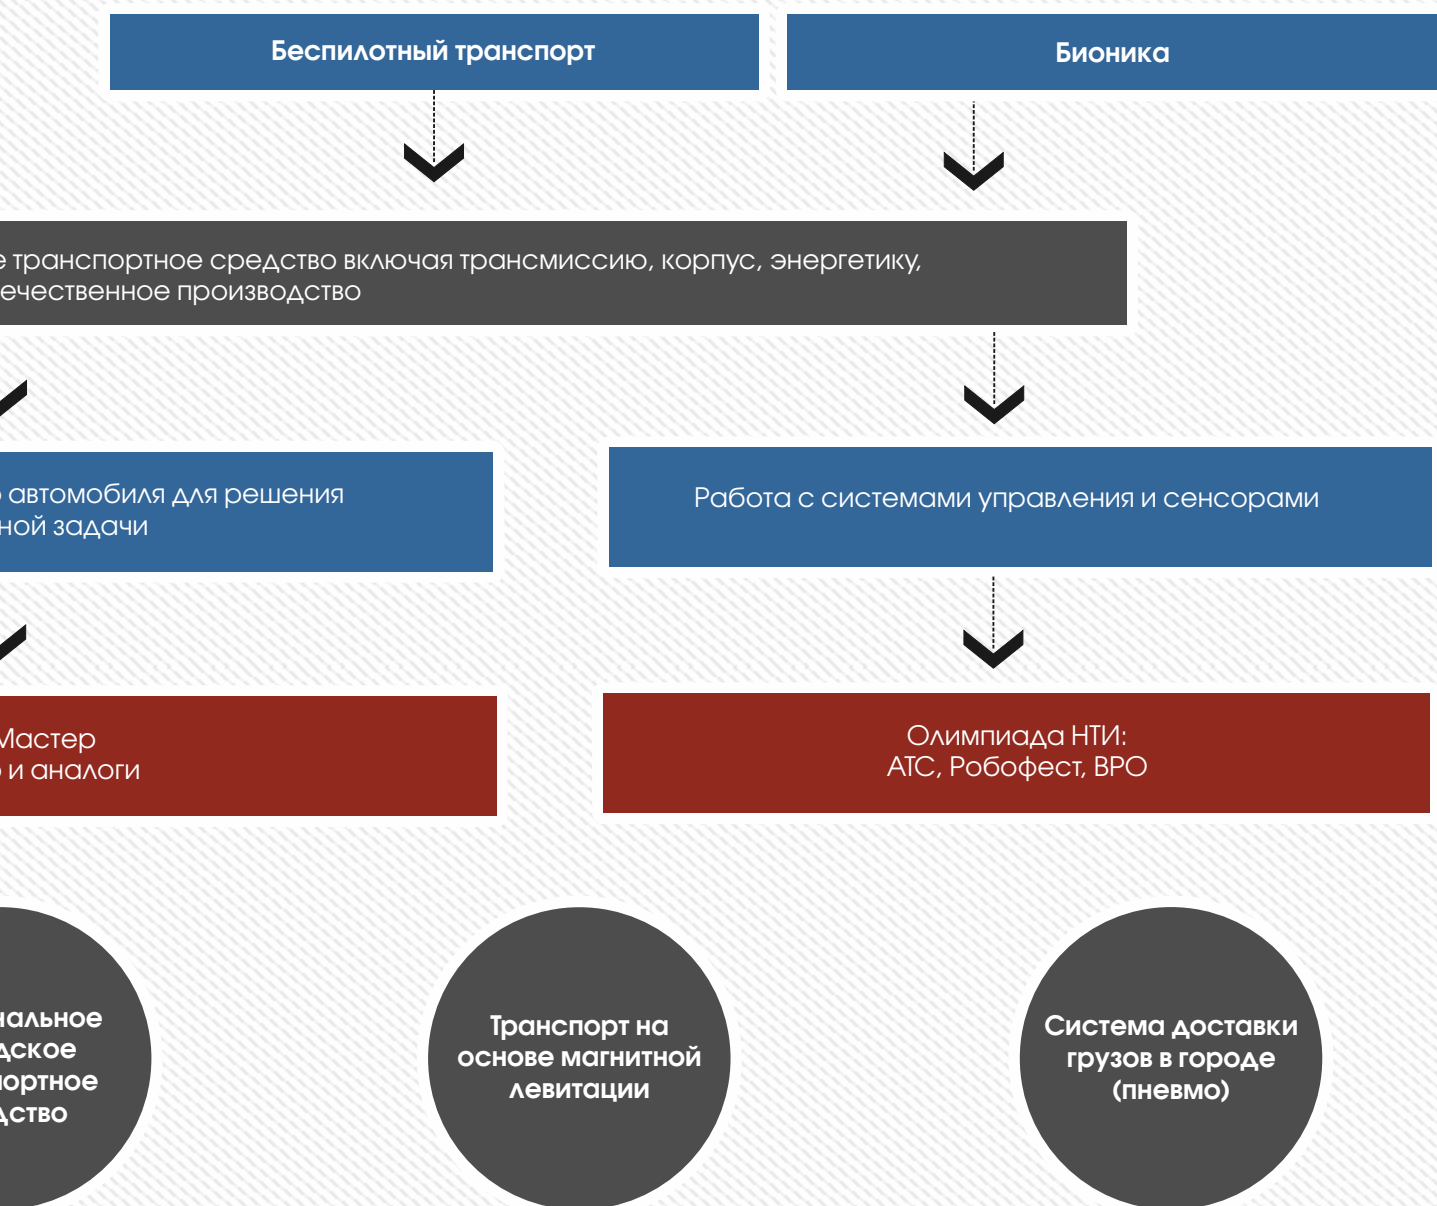 Беспилотный транспорт
Бионика
е транспортное средство включая трансмиссию, корпус, энергетику,
ечественное производство
автомобиля для решения
ной задачи
Работа с системами управления и сенсорами
Мастер
и аналоги
Олимпиада НТИ:
АТС, Робофест, ВРО
чальное
дское
портное
дство
Транспорт на
основе магнитной
левитации
Система доставки
грузов в городе
(пневмо)